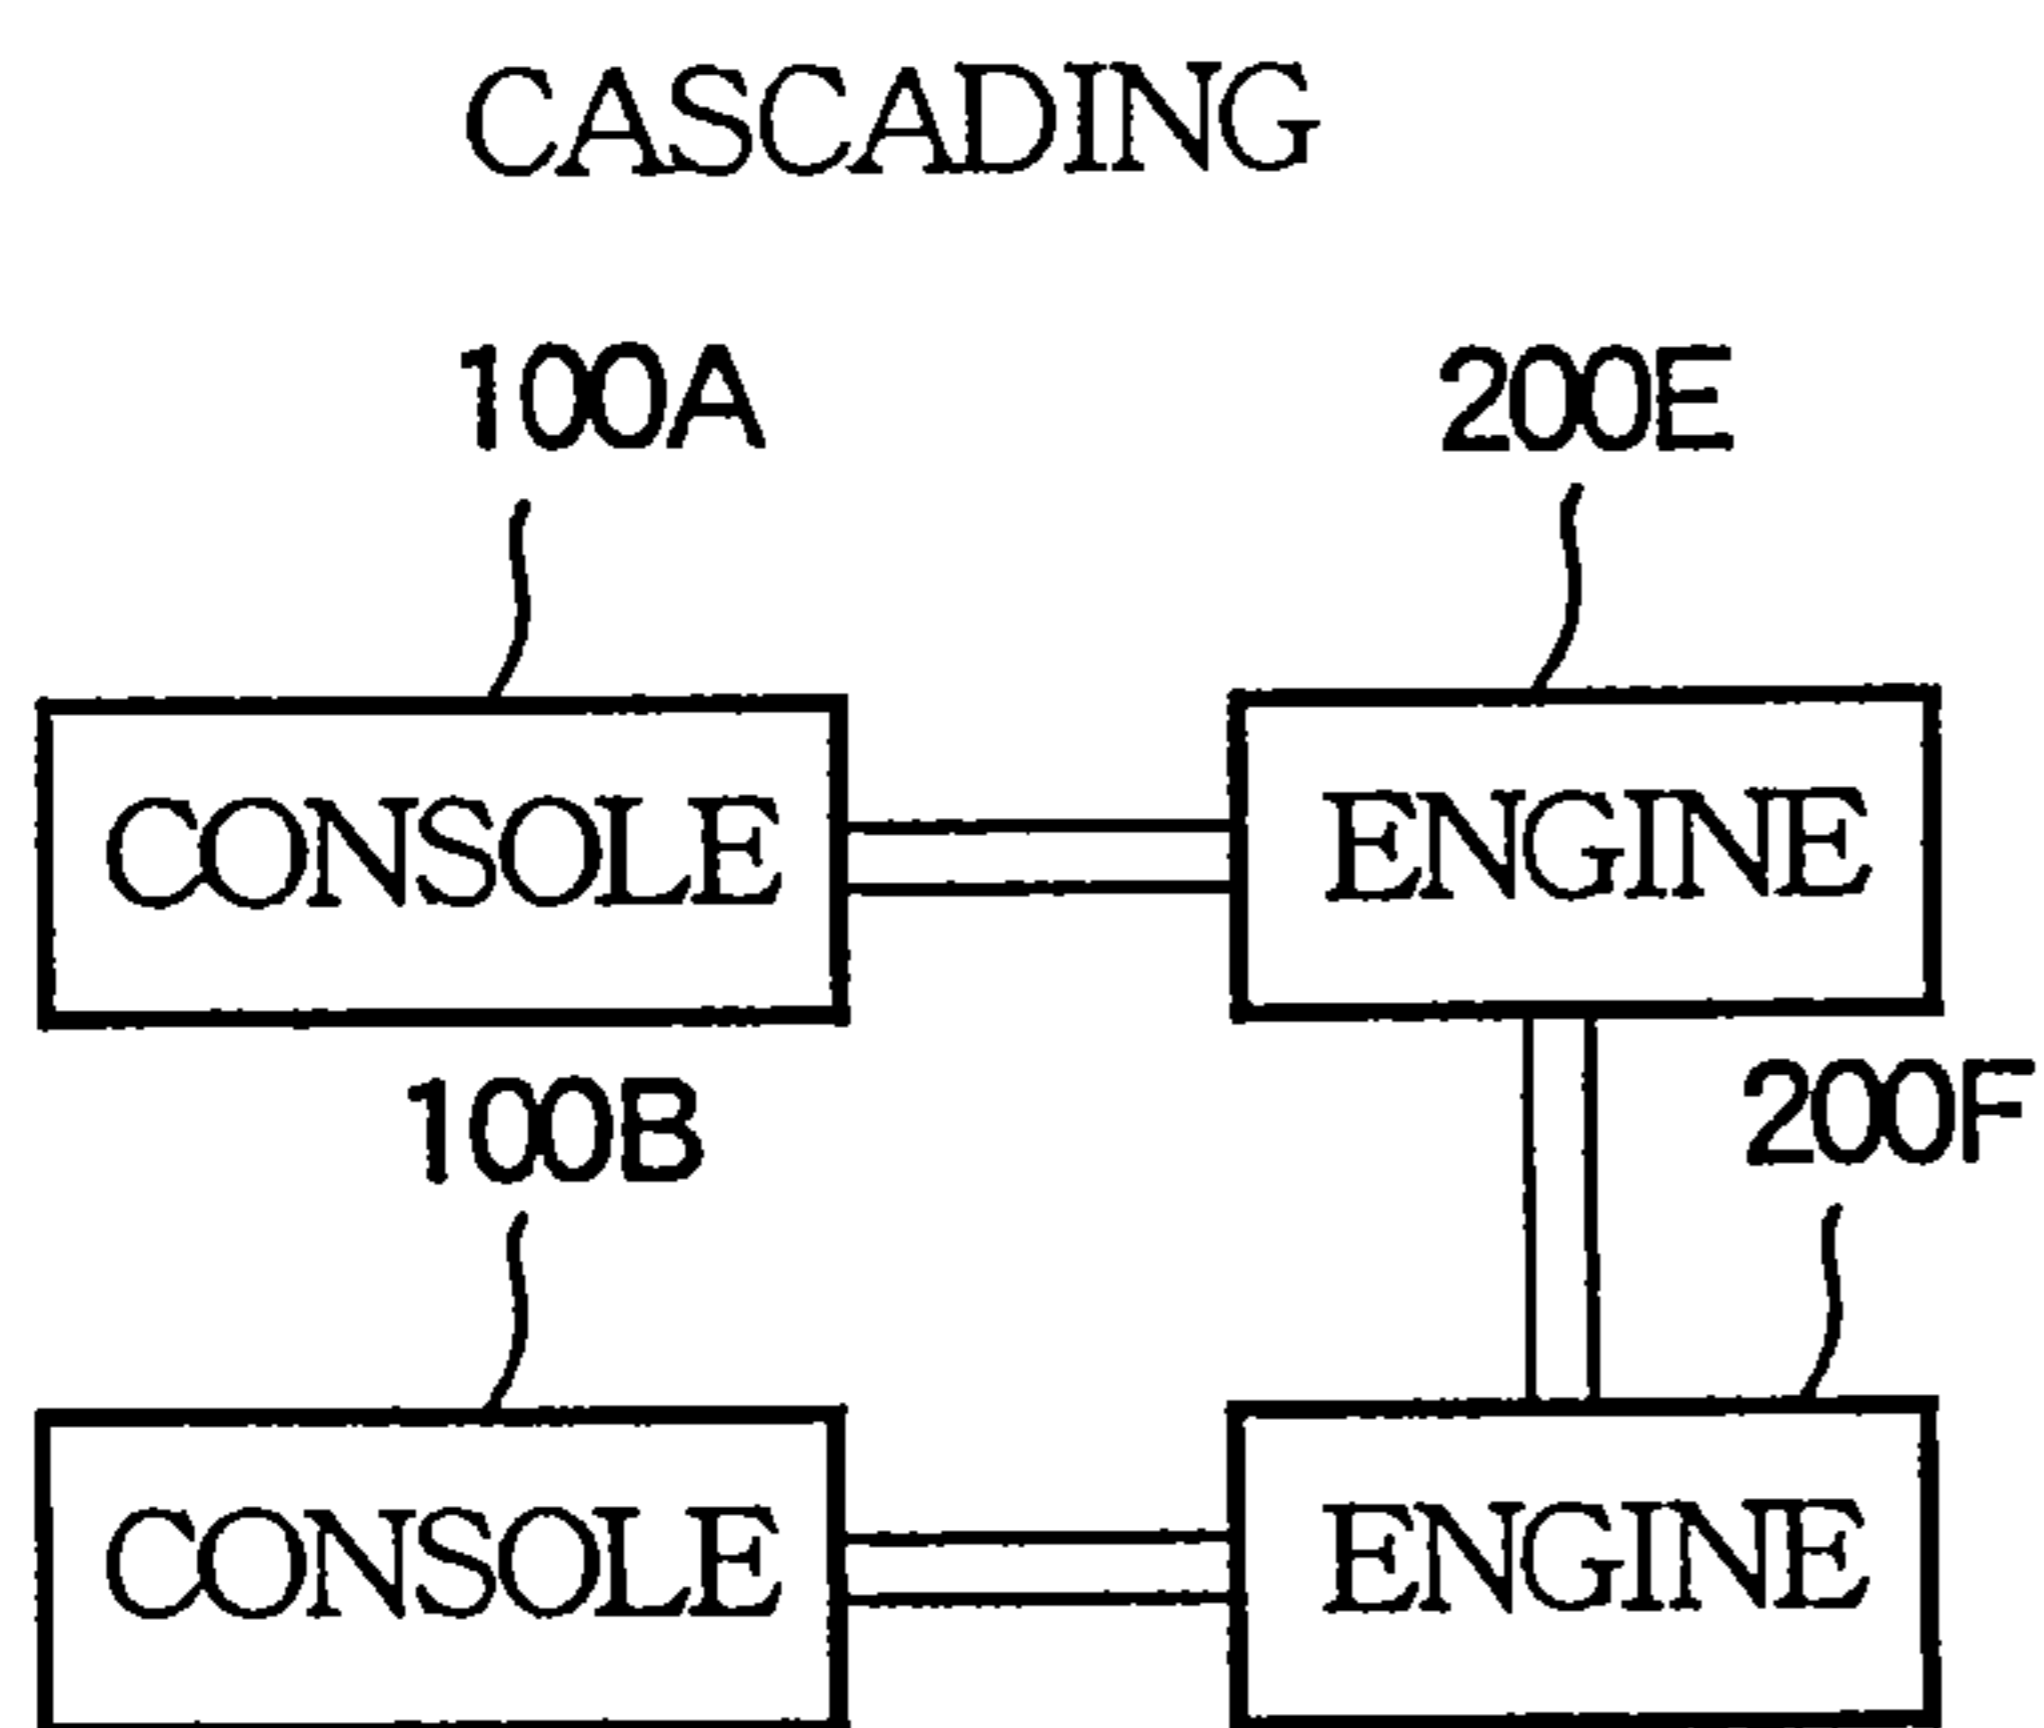 CASCADING
100A 200E
CONSOLE ENGINE
100B 200F
CONSOLE ENGINE